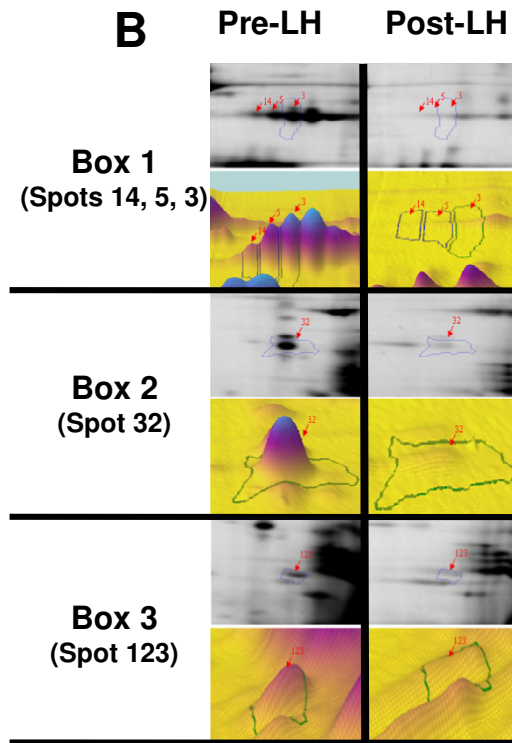 B Pre-LH Post-LH
14 5 3 14 5 3
Box 1
(Spots 14, 5, 3)
14 5 3 14 5 3
32 32
Box 2
(Spot 32)
32 32
123 123
Box 3
(Spot 123)
123 123